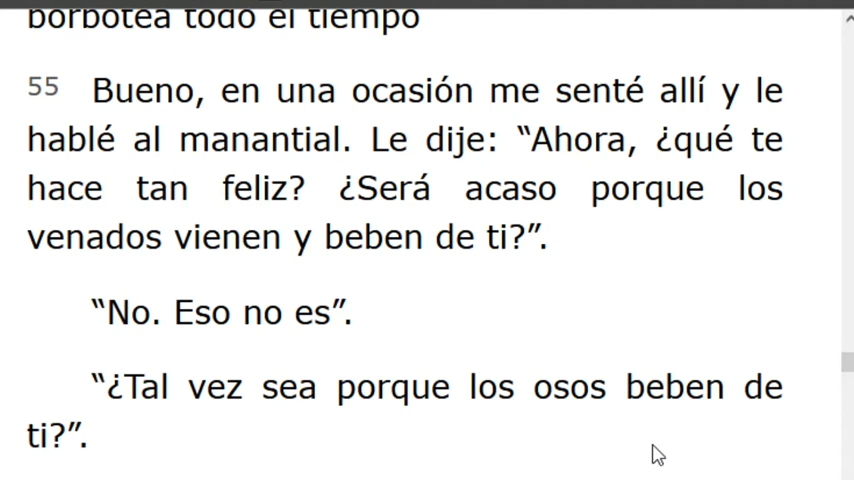 borbotea todo el tiempo
55 Bueno, en una ocasión me senté allí y le
hablé al manantial. Le dije: “Ahora, ¿qué te
hace tan feliz? ¿Será acaso porque los
venados vienen y beben de ti?”.
“No. Eso no es”.
“¿Tal vez sea porque los osos beben de
ti?”.